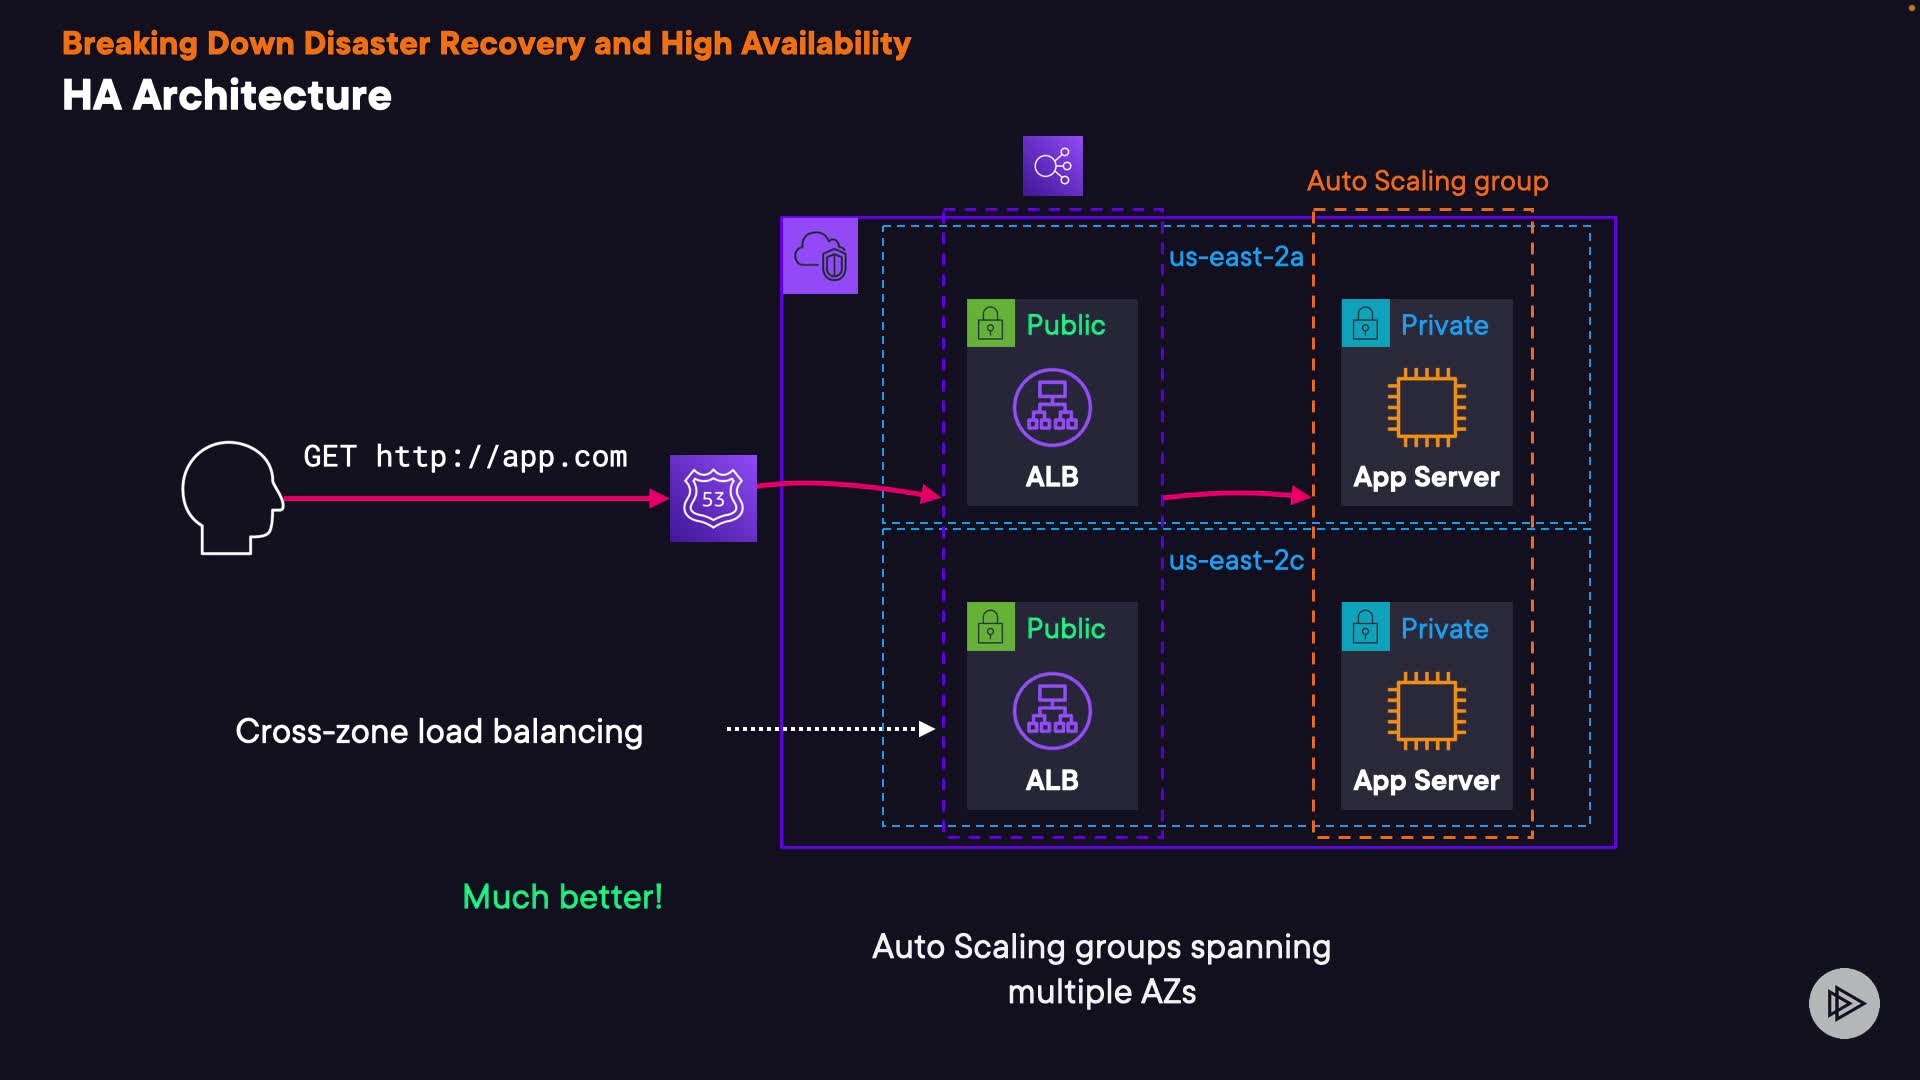 Breaking Down Disaster Recovery and High Availability
HA Architecture
Auto Scaling group
us-east-2a
Public
Private
ALB
App Server
GET http://app.com
53
us-east-2c
Public
Private
ALB
App Server
Cross-zone load balancing
Much better!
Auto Scaling groups spanning
multiple AZs